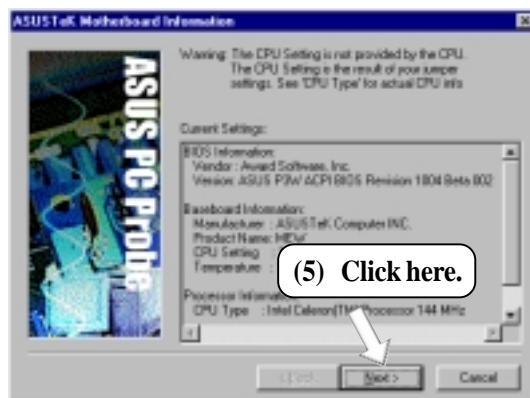 ASUSTeK Motherboard Information
ASUS PC Probe
Warning: The CPU Setting is not provided by the CPU.
The CPU Setting is the result of your jumper
settings. See 'CPU Type' for actual CPU info
Current Settings:
BIOS Information:
Vendor : Award Software, Inc.
Version: ASUS P3W ACPI BIOS Revision 1004 Beta 002
Baseboard Information:
Manufacturer : ASUSTeK Computer INC.
Product Name: MEW
CPU Setting :
Temperature :
(5) Click here.
Processor Information:
CPU Type : Intel Celeron(TM) Processor 144 MHz
< Back
Next >
Cancel